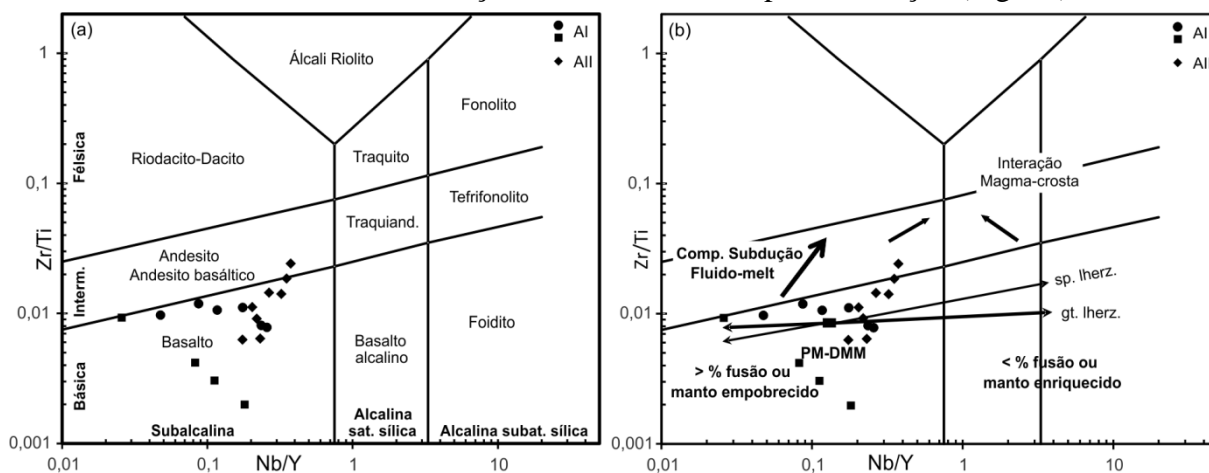 (a)
AI
AII
Álcali Riolito
Fonolito
Riodacito-Dacito
Traquito
Tefrifonolito
Traquiand.
Andesito
Andesito basáltico
Basalto
Basalto
alcalino
Foidito
Subalcalina
Alcalina
sat. sílica
Alcalina subat. sílica
Félsica
Interm.
Básica
Zr/Ti
1
0,1
0,01
0,001
0,01
0,1
Nb/Y
1
10
(b)
AI
AII
Interação
Magma-crosta
Comp. Subdução
Fluido-melt
sp. lherz.
gt. lherz.
PM-DMM
> % fusão ou
manto empobrecido
< % fusão ou
manto enriquecido
Zr/Ti
1
0,1
0,01
0,001
0,01
0,1
Nb/Y
1
10